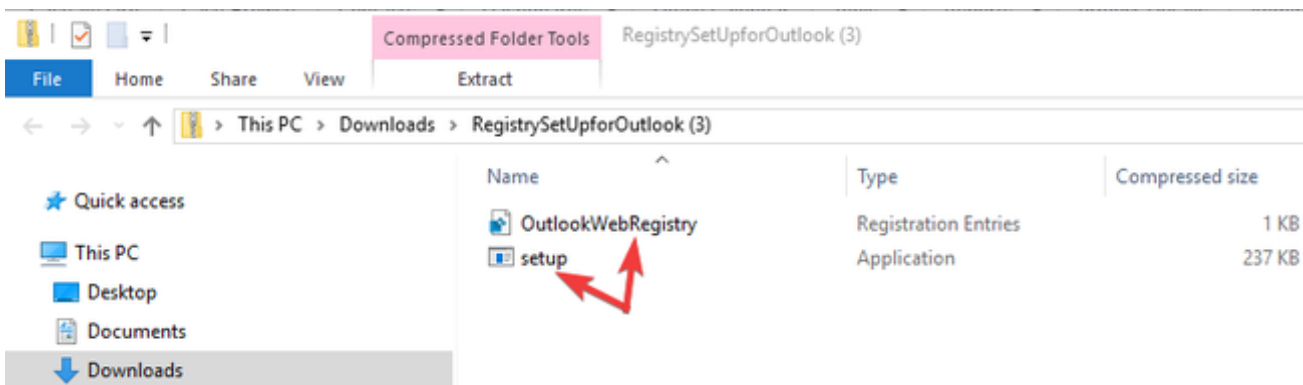 Compressed Folder Tools RegistrySetUpforOutlook (3)
File Home Share View Extract
This PC > Downloads > RegistrySetUpforOutlook (3)
Name Type Compressed size
Quick access
OutlookWebRegistry Registration Entries 1 KB
This PC
setup Application 237 KB
Desktop
Documents
Downloads